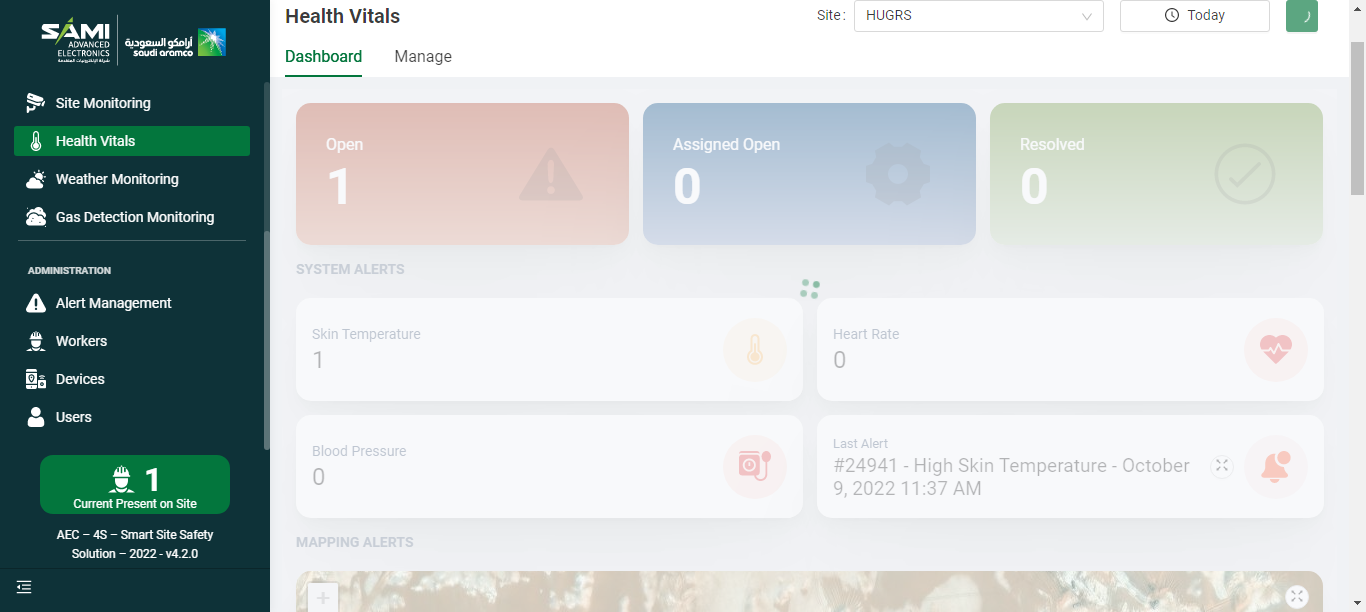 SAMI
ADVANCED
ELECTRONICS
شركة الإلكترونيات المتقدمة
أرامكو السعودية
saudi aramco
Site Monitoring
Health Vitals
Weather Monitoring
Gas Detection Monitoring
ADMINISTRATION
Alert Management
Workers
Devices
Users
1
Current Present on Site
AEC – 4S – Smart Site Safety
Solution – 2022 - v4.2.0
Health Vitals
Site :
HUGRS
Today
Dashboard
Manage
Open
1
Assigned Open
0
Resolved
0
SYSTEM ALERTS
Skin Temperature
1
Heart Rate
0
Blood Pressure
0
Last Alert
#24941 - High Skin Temperature - October
9, 2022 11:37 AM
MAPPING ALERTS
+